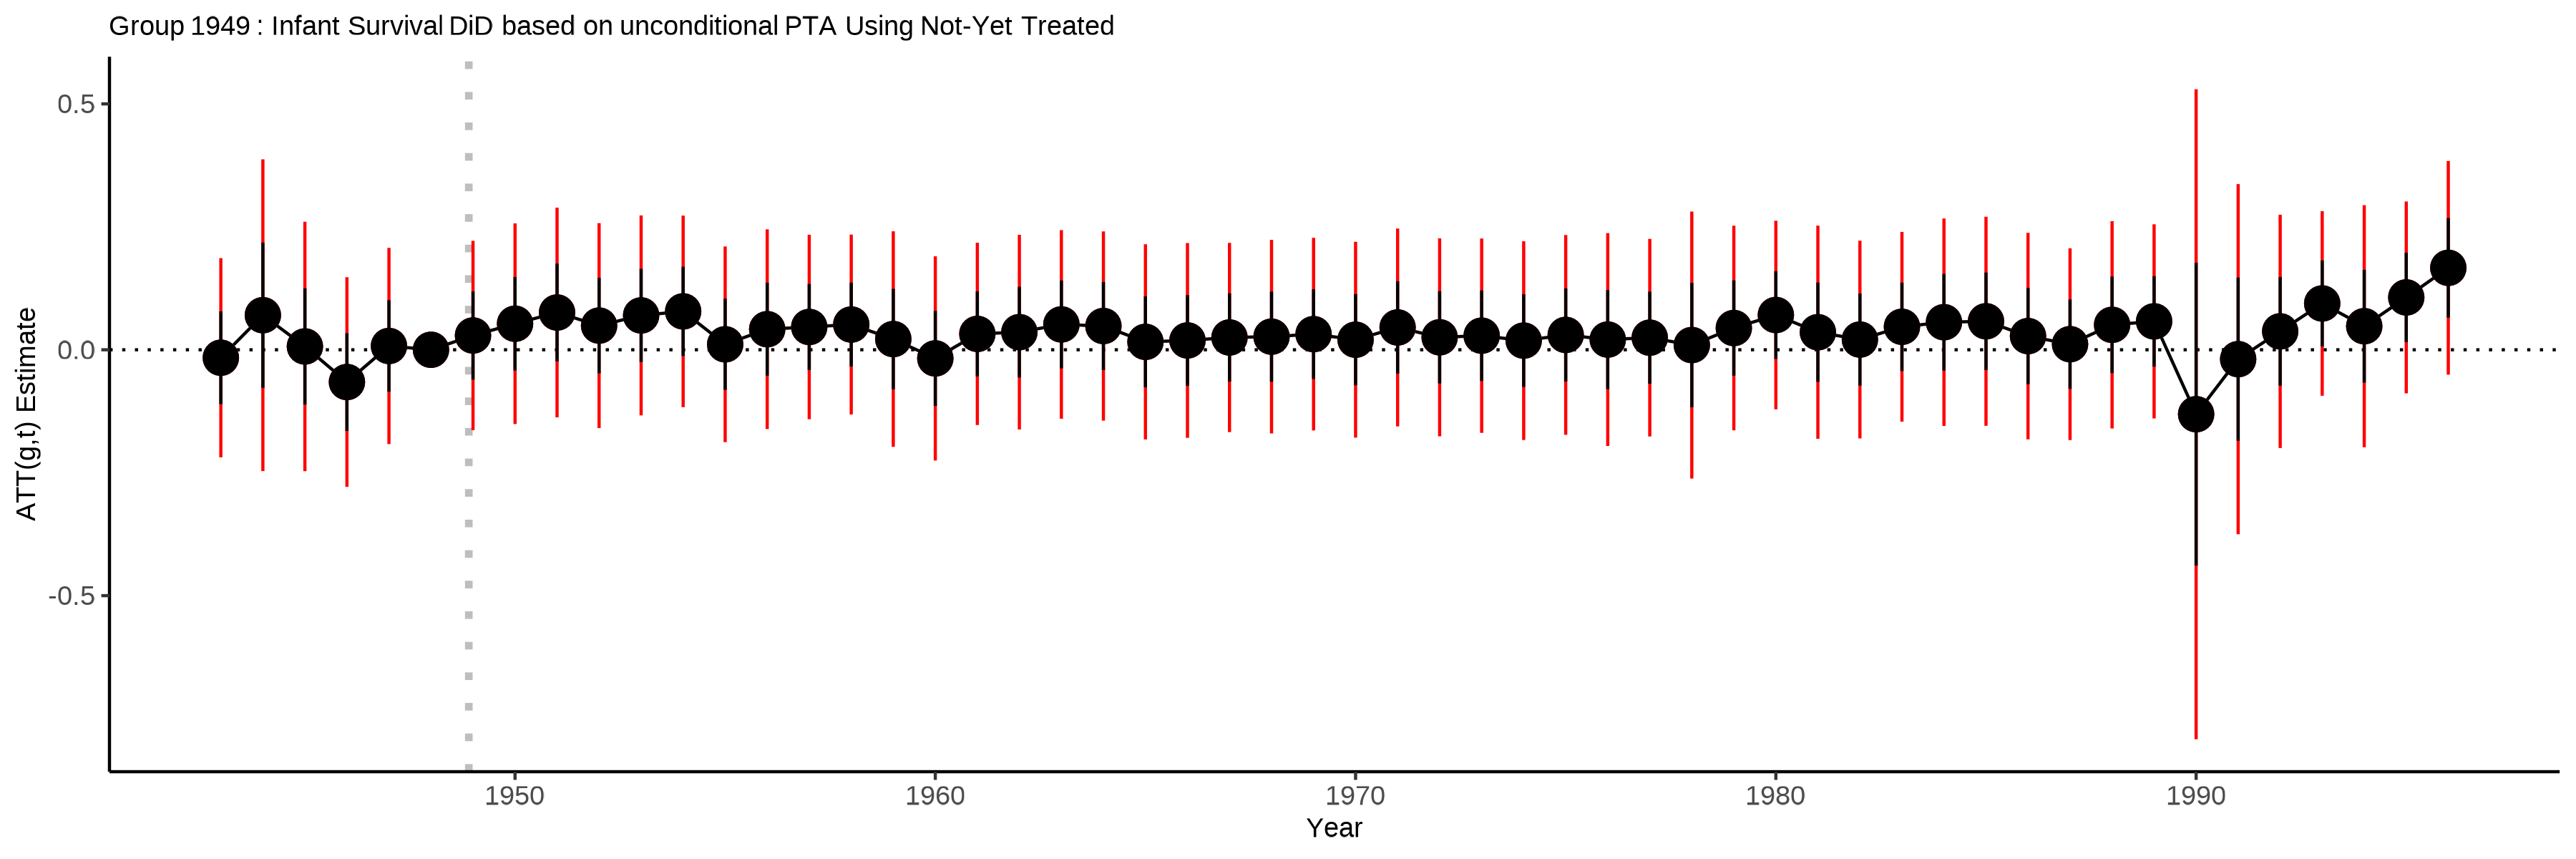 Group 1949 : Infant Survival DiD based on unconditional PTA Using Not-Yet Treated
ATT(g,t) Estimate
0.5
0.0
-0.5
1950 1960 1970 1980 1990
Year